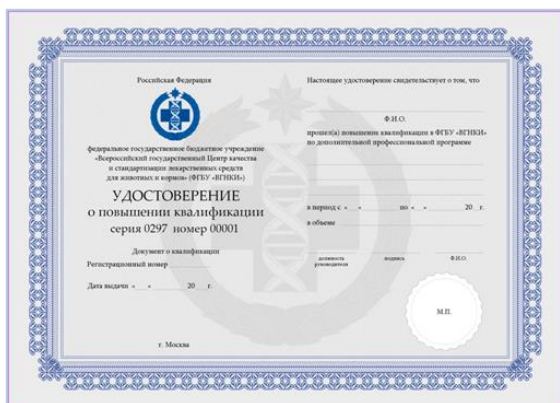 Российская Федерация
федеральное государственное бюджетное учреждение
«Всероссийский государственный Центр качества
и стандартизации лекарственных средств
для животных и кормов» (ФГБУ «ВГНКИ»)
УДОСТОВЕРЕНИЕ
о повышении квалификации
серия 0297 номер 00001
Документ о квалификации
Регистрационный номер
Дата выдачи « » 20 г.
г. Москва
Настоящее удостоверение свидетельствует о том, что
Ф.И.О.
прошел(а) повышение квалификации в ФГБУ «ВГНКИ»
по дополнительной профессиональной программе
в период с « » по « » 20 г.
в объеме
должность руководителя
подпись
Ф.И.О.
М.П.